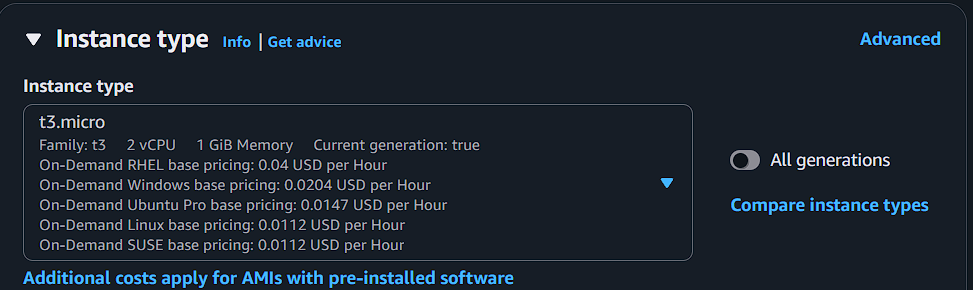 Instance type Info | Get advice
Advanced
Instance type
t3.micro
Family: t3 2 vCPU 1 GiB Memory Current generation: true
On-Demand RHEL base pricing: 0.04 USD per Hour
On-Demand Windows base pricing: 0.0204 USD per Hour
On-Demand Ubuntu Pro base pricing: 0.0147 USD per Hour
On-Demand Linux base pricing: 0.0112 USD per Hour
On-Demand SUSE base pricing: 0.0112 USD per Hour
All generations
Compare instance types
Additional costs apply for AMIs with pre-installed software